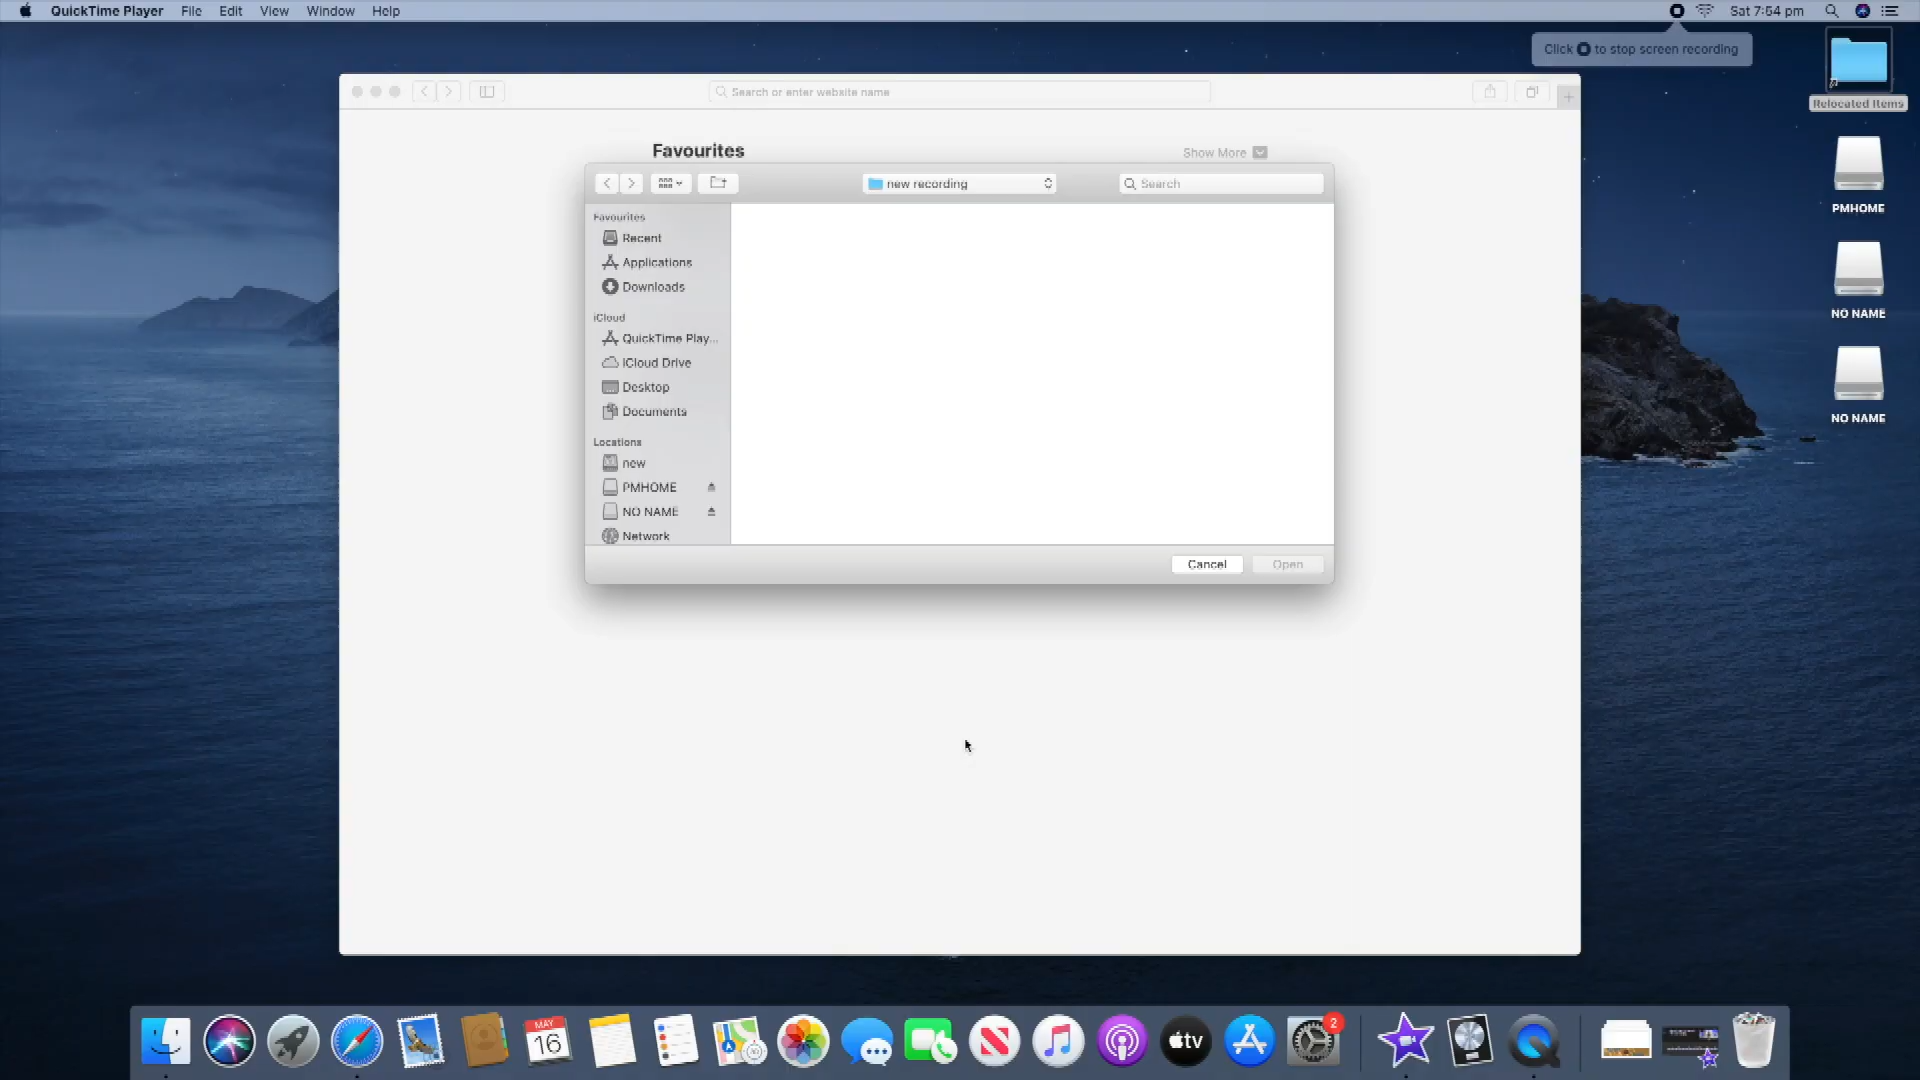 QuickTime Player File Edit View Window Help Sat 7:54 pm
Click to stop screen recording
Search or enter website name
Relocated Items
Favourites
Show More
new recording
Search
Favourites
Recent
Applications
Downloads
iCloud
QuickTime Play...
iCloud Drive
Desktop
Documents
Locations
new
PMHOME
NO NAME
Network
Cancel Open
PMHOME
NO NAME
NO NAME
MAY
16
tv
2